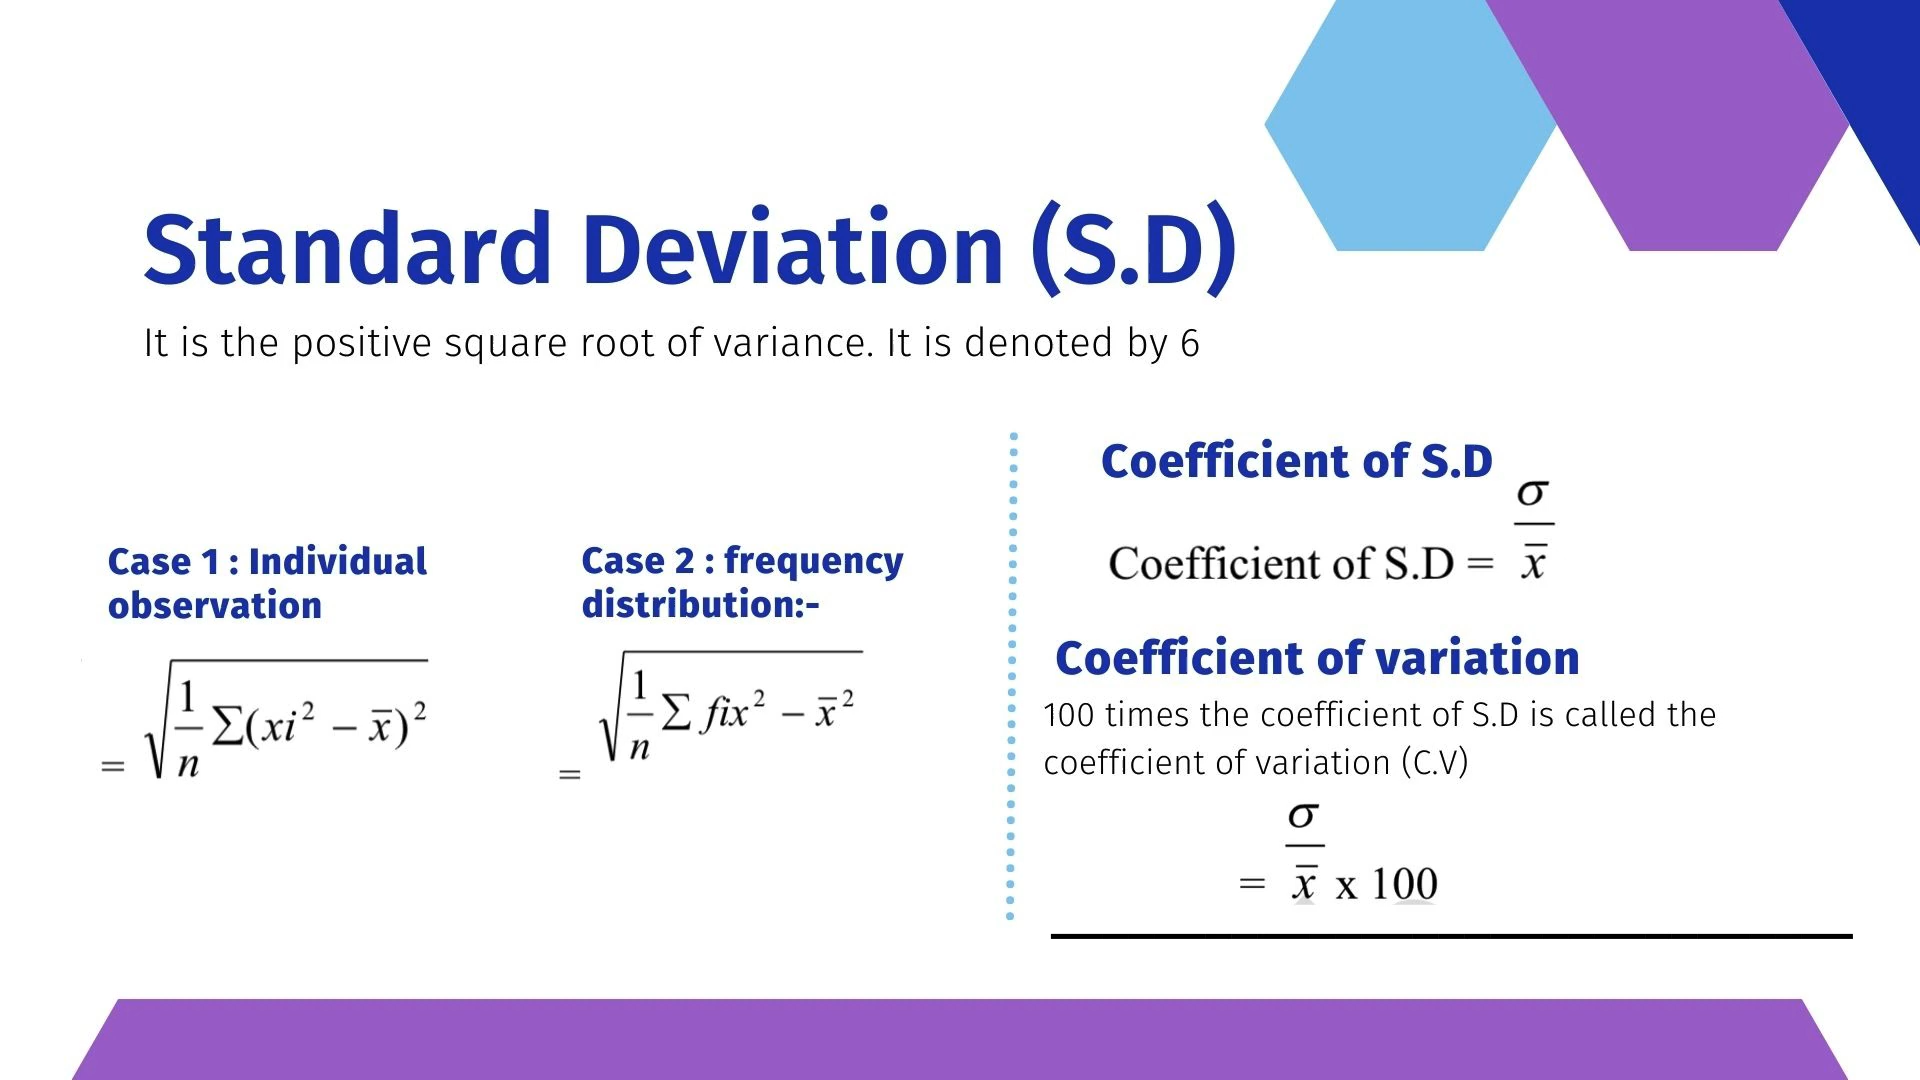 Standard Deviation (S.D)
It is the positive square root of variance. It is denoted by 6
Case 1 : Individual
observation
= √(1/n) Σ(xi² − x̄)²
Case 2 : frequency
distribution:-
= √(1/n) Σ fix² − x̄²
Coefficient of S.D
Coefficient of S.D = σ/x̄
Coefficient of variation
100 times the coefficient of S.D is called the
coefficient of variation (C.V)
= σ/x̄ x 100